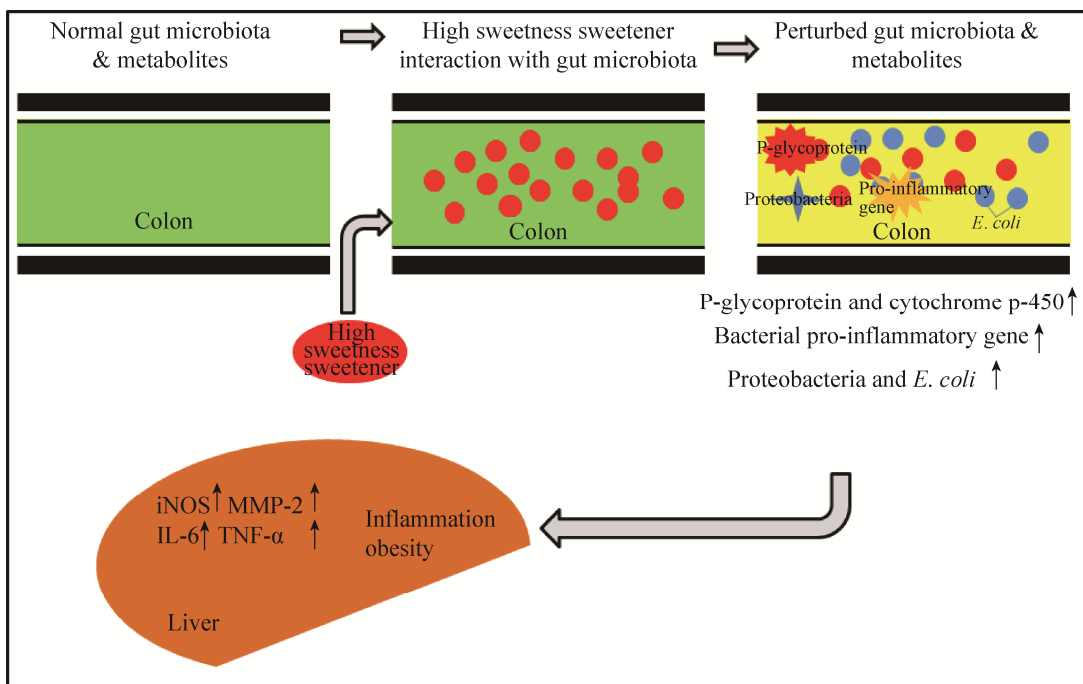 Normal gut microbiota
& metabolites
High sweetness sweetener
interaction with gut microbiota
Perturbed gut microbiota &
metabolites
Colon
Colon
P-glycoprotein
Proteobacteria
Pro-inflammatory
gene
E. coli
Colon
High
sweetness
sweetener
P-glycoprotein and cytochrome p-450↑
Bacterial pro-inflammatory gene↑
Proteobacteria and E. coli ↑
iNOS↑ MMP-2 ↑
IL-6↑ TNF-α ↑
Inflammation
obesity
Liver